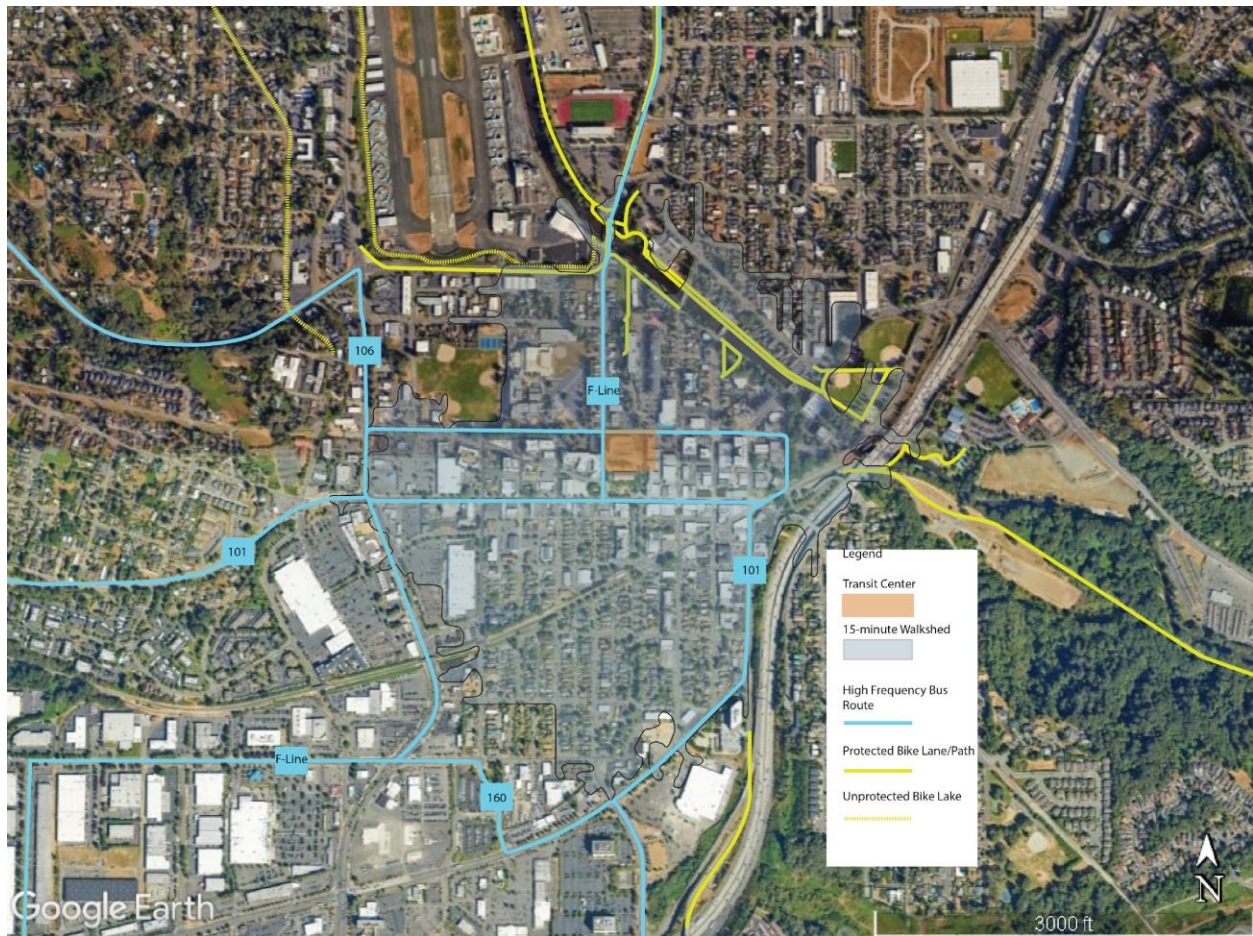 106
F-Line
101
101
Legend
Transit Center
15-minute Walkshed
High Frequency Bus
Route
Protected Bike Lane/Path
Unprotected Bike Lake
F-Line
160
Google Earth
N
3000 ft